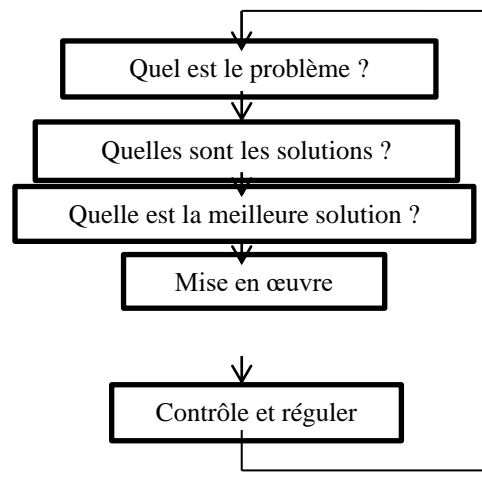 Quel est le problème ?
Quelles sont les solutions ?
Quelle est la meilleure solution ?
Mise en œuvre
Contrôle et réguler